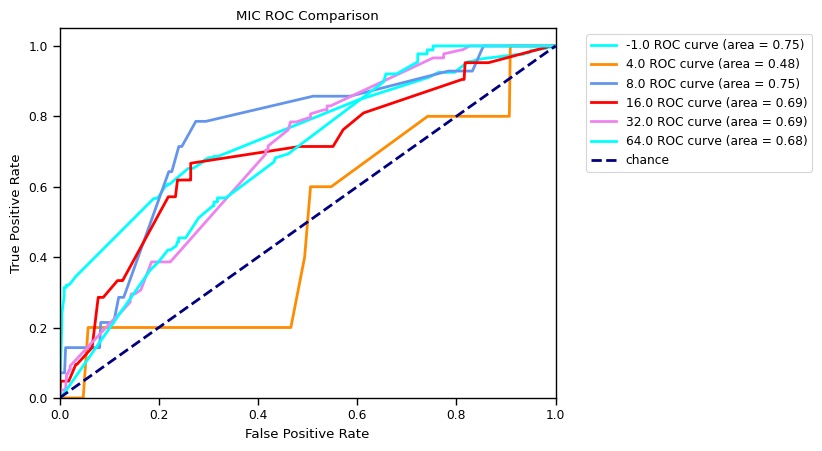 MIC ROC Comparison
1.0
0.8
0.6
0.4
0.2
0.0
True Positive Rate
0.0 0.2 0.4 0.6 0.8 1.0
False Positive Rate
-1.0 ROC curve (area = 0.75)
4.0 ROC curve (area = 0.48)
8.0 ROC curve (area = 0.75)
16.0 ROC curve (area = 0.69)
32.0 ROC curve (area = 0.69)
64.0 ROC curve (area = 0.68)
chance